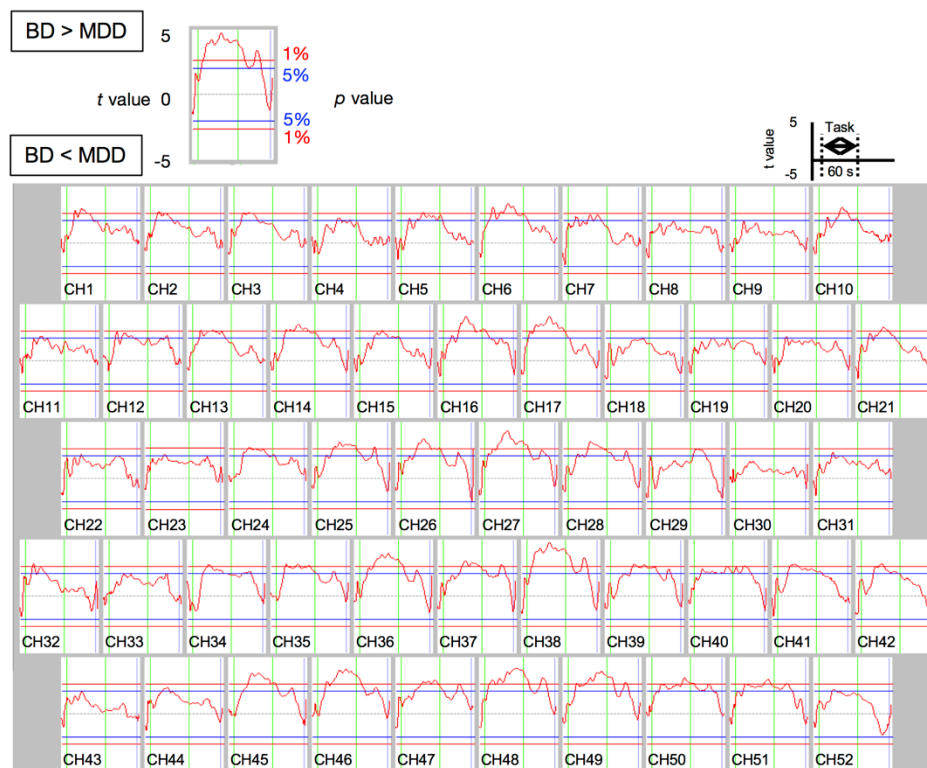 BD > MDD
5
1%
5%
t value 0
p value
5%
1%
BD < MDD
-5
t value
5
-5
Task
60 s
CH1 CH2 CH3 CH4 CH5 CH6 CH7 CH8 CH9 CH10
CH11 CH12 CH13 CH14 CH15 CH16 CH17 CH18 CH19 CH20 CH21
CH22 CH23 CH24 CH25 CH26 CH27 CH28 CH29 CH30 CH31
CH32 CH33 CH34 CH35 CH36 CH37 CH38 CH39 CH40 CH41 CH42
CH43 CH44 CH45 CH46 CH47 CH48 CH49 CH50 CH51 CH52